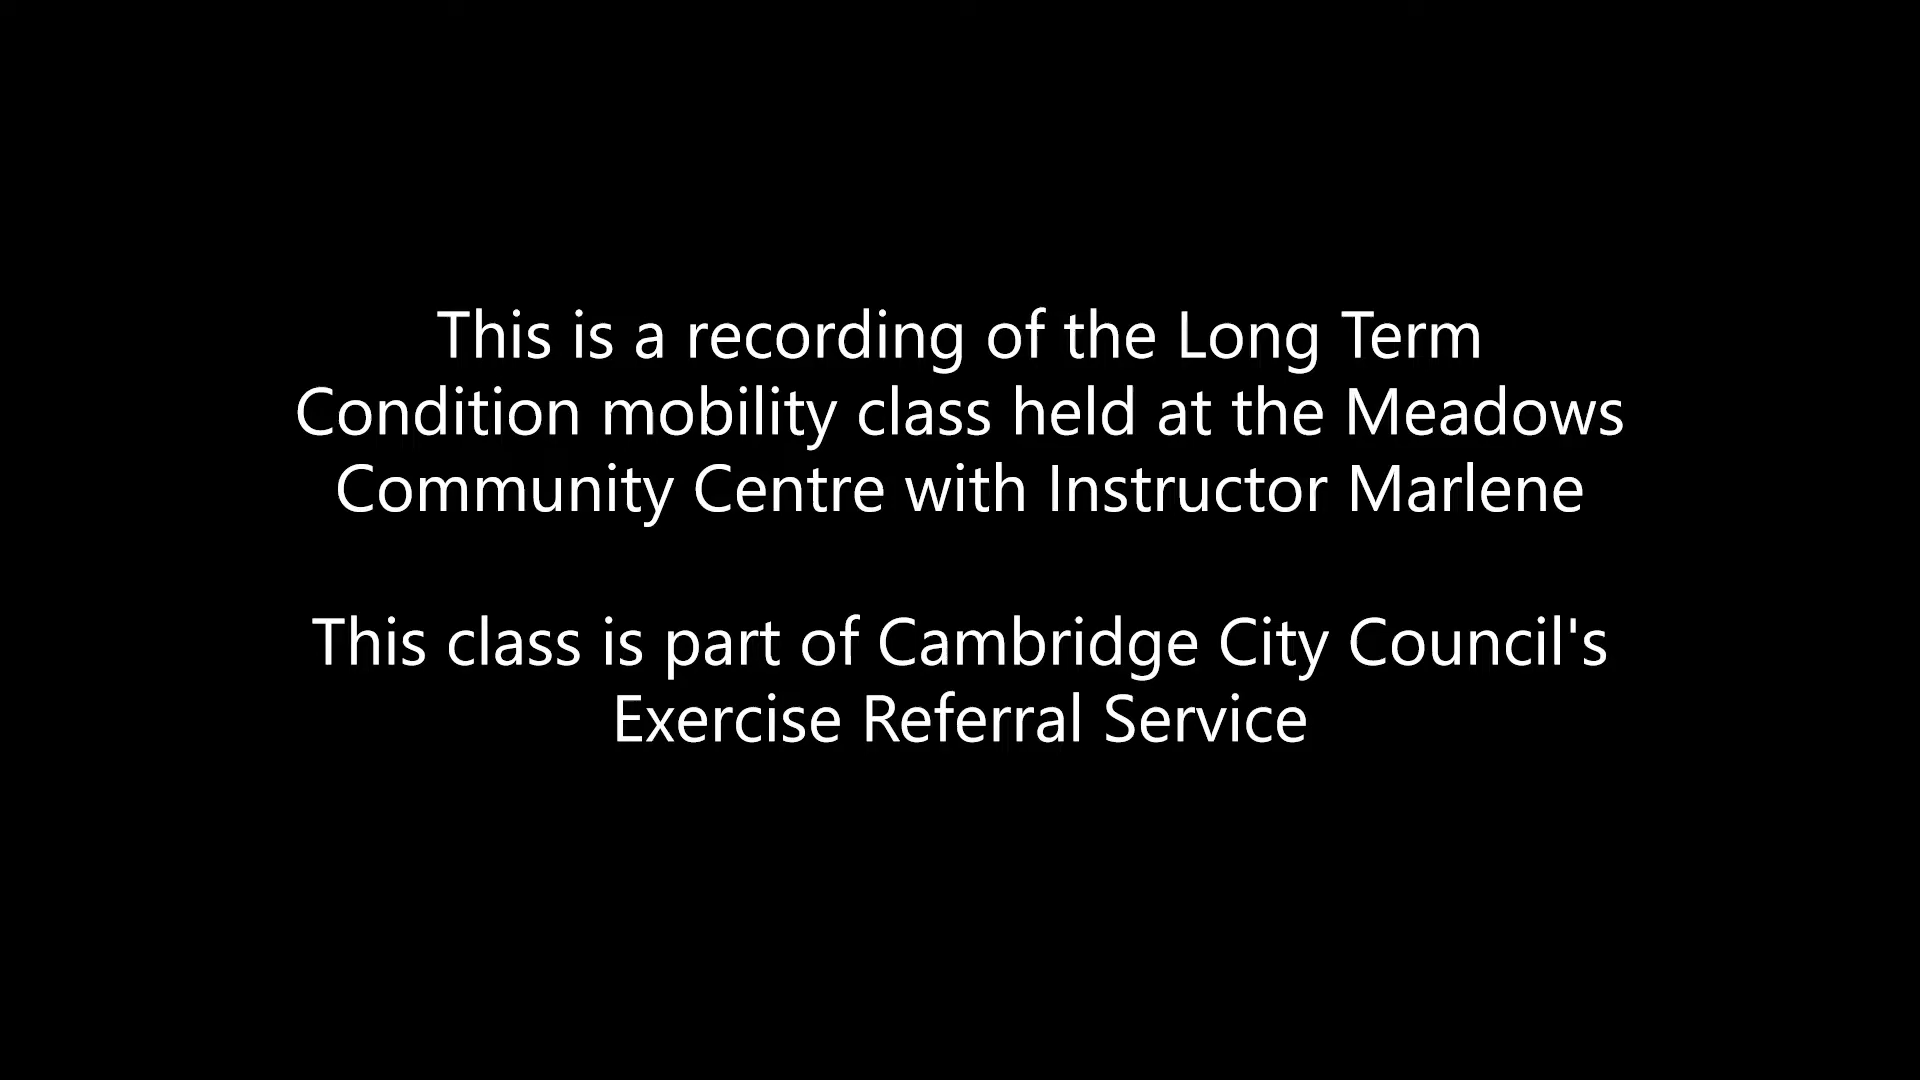 This is a recording of the Long Term
Condition mobility class held at the Meadows
Community Centre with Instructor Marlene
This class is part of Cambridge City Council's
Exercise Referral Service